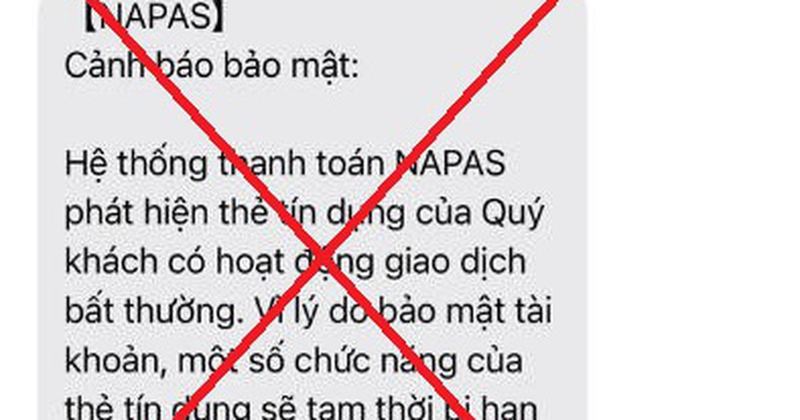 【NAPAS】
Cảnh báo bảo mật:
Hệ thống thanh toán NAPAS
phát hiện thẻ tín dụng của Quý
khách có hoạt động giao dịch
bất thường. Vì lý do bảo mật tài
khoản, một số chức năng của
thẻ tín dụng sẽ tạm thời bị hạn